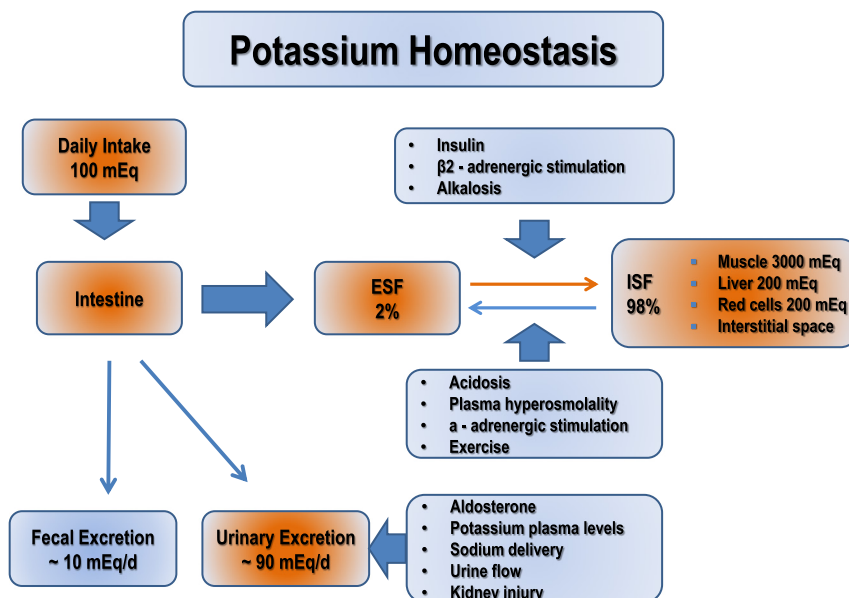 Potassium Homeostasis
Daily Intake
100 mEq
• Insulin
• β2 - adrenergic stimulation
• Alkalosis
Intestine
ESF
2%
ISF
98%
▪ Muscle 3000 mEq
▪ Liver 200 mEq
▪ Red cells 200 mEq
▪ Interstitial space
• Acidosis
• Plasma hyperosmolality
• a - adrenergic stimulation
• Exercise
Fecal Excretion
~ 10 mEq/d
Urinary Excretion
~ 90 mEq/d
• Aldosterone
• Potassium plasma levels
• Sodium delivery
• Urine flow
• Kidney injury